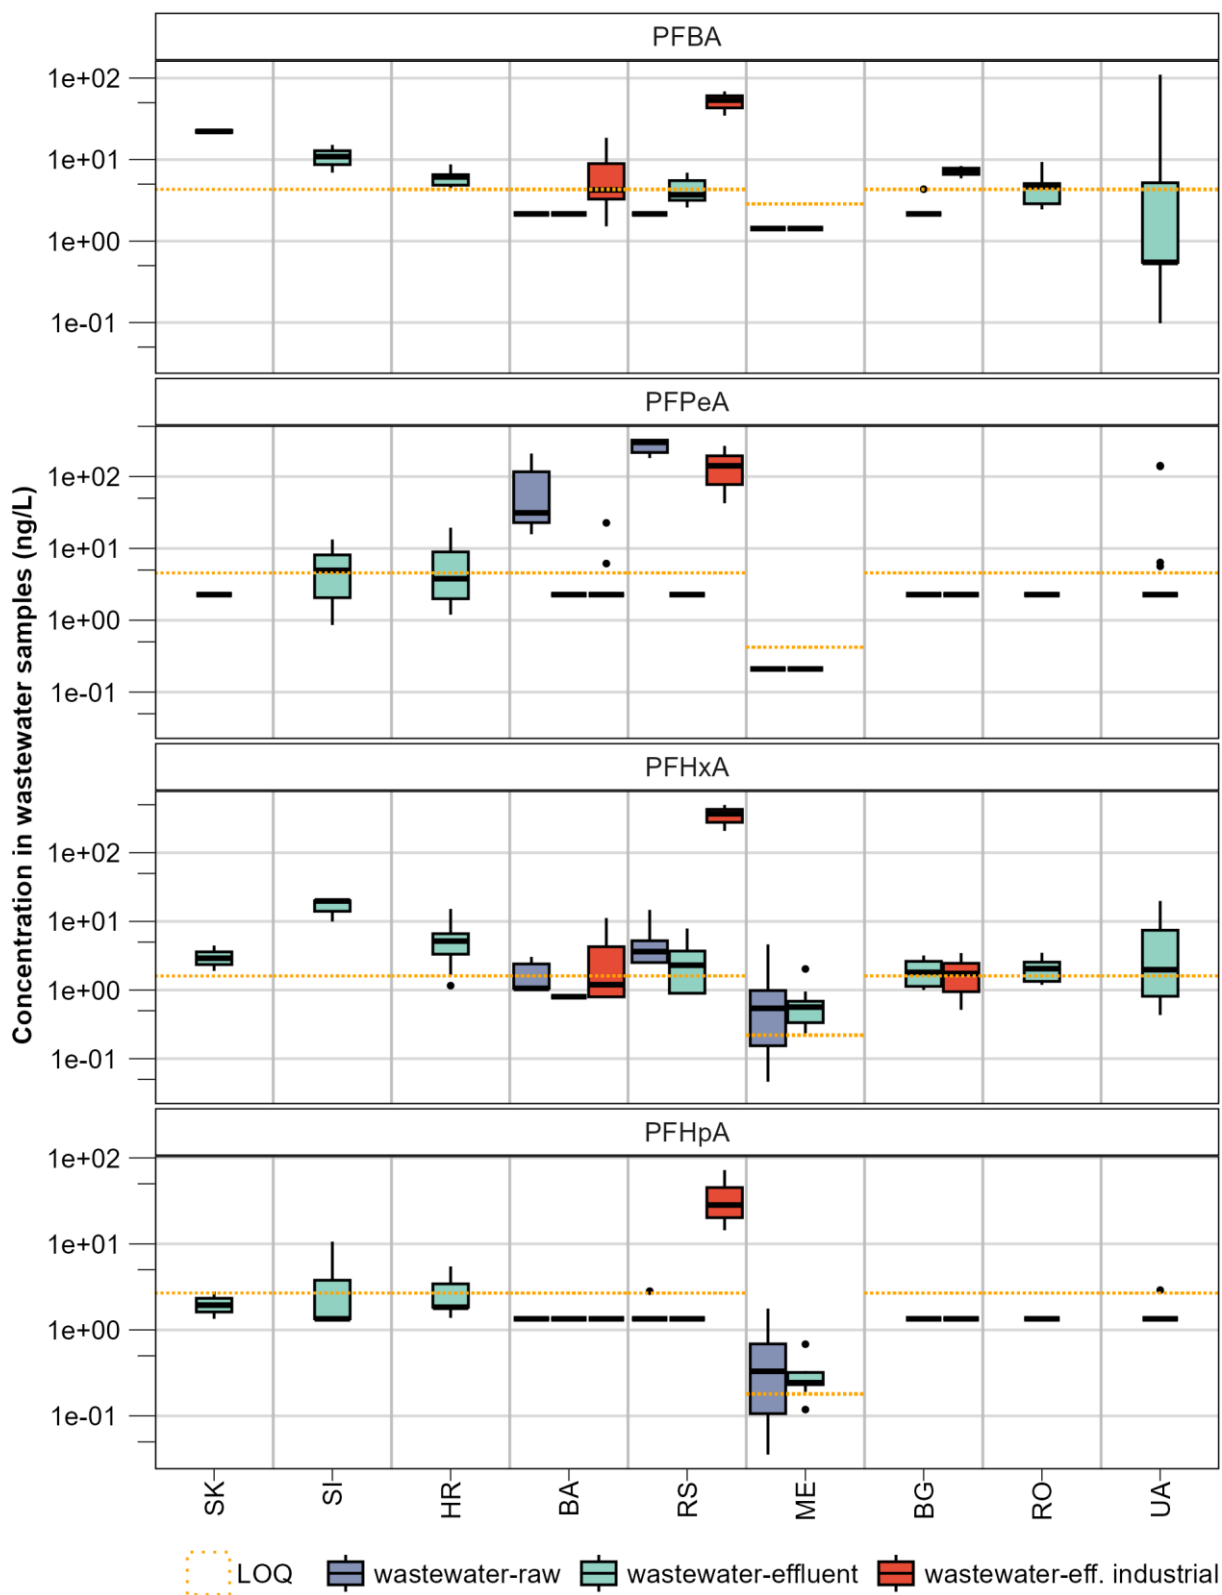 PFBA
1e+02
1e+01
1e+00
1e-01
PFPeA
1e+02
1e+01
1e+00
1e-01
PFHxA
1e+02
1e+01
1e+00
1e-01
PFHpA
1e+02
1e+01
1e+00
1e-01
Concentration in wastewater samples (ng/L)
SK SI HR BA RS ME BG RO UA
LOQ wastewater-raw wastewater-effluent wastewater-eff. industrial